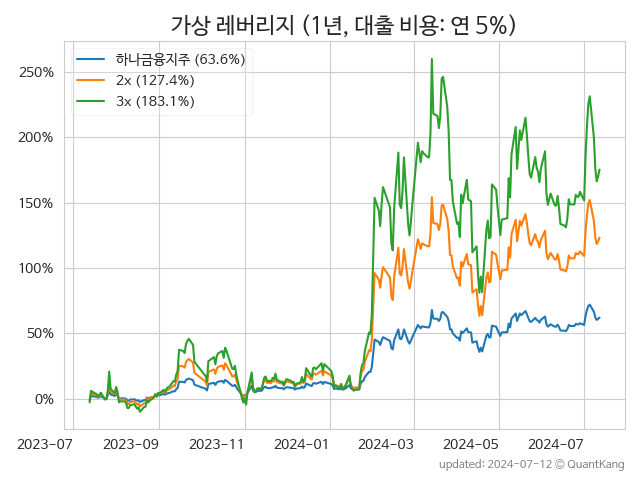 가상 레버리지 (1년, 대출 비용: 연 5%)
하나금융지주 (63.6%)
2x (127.4%)
3x (183.1%)
250%
200%
150%
100%
50%
0%
2023-07 2023-09 2023-11 2024-01 2024-03 2024-05 2024-07
updated: 2024-07-12 © QuantKang